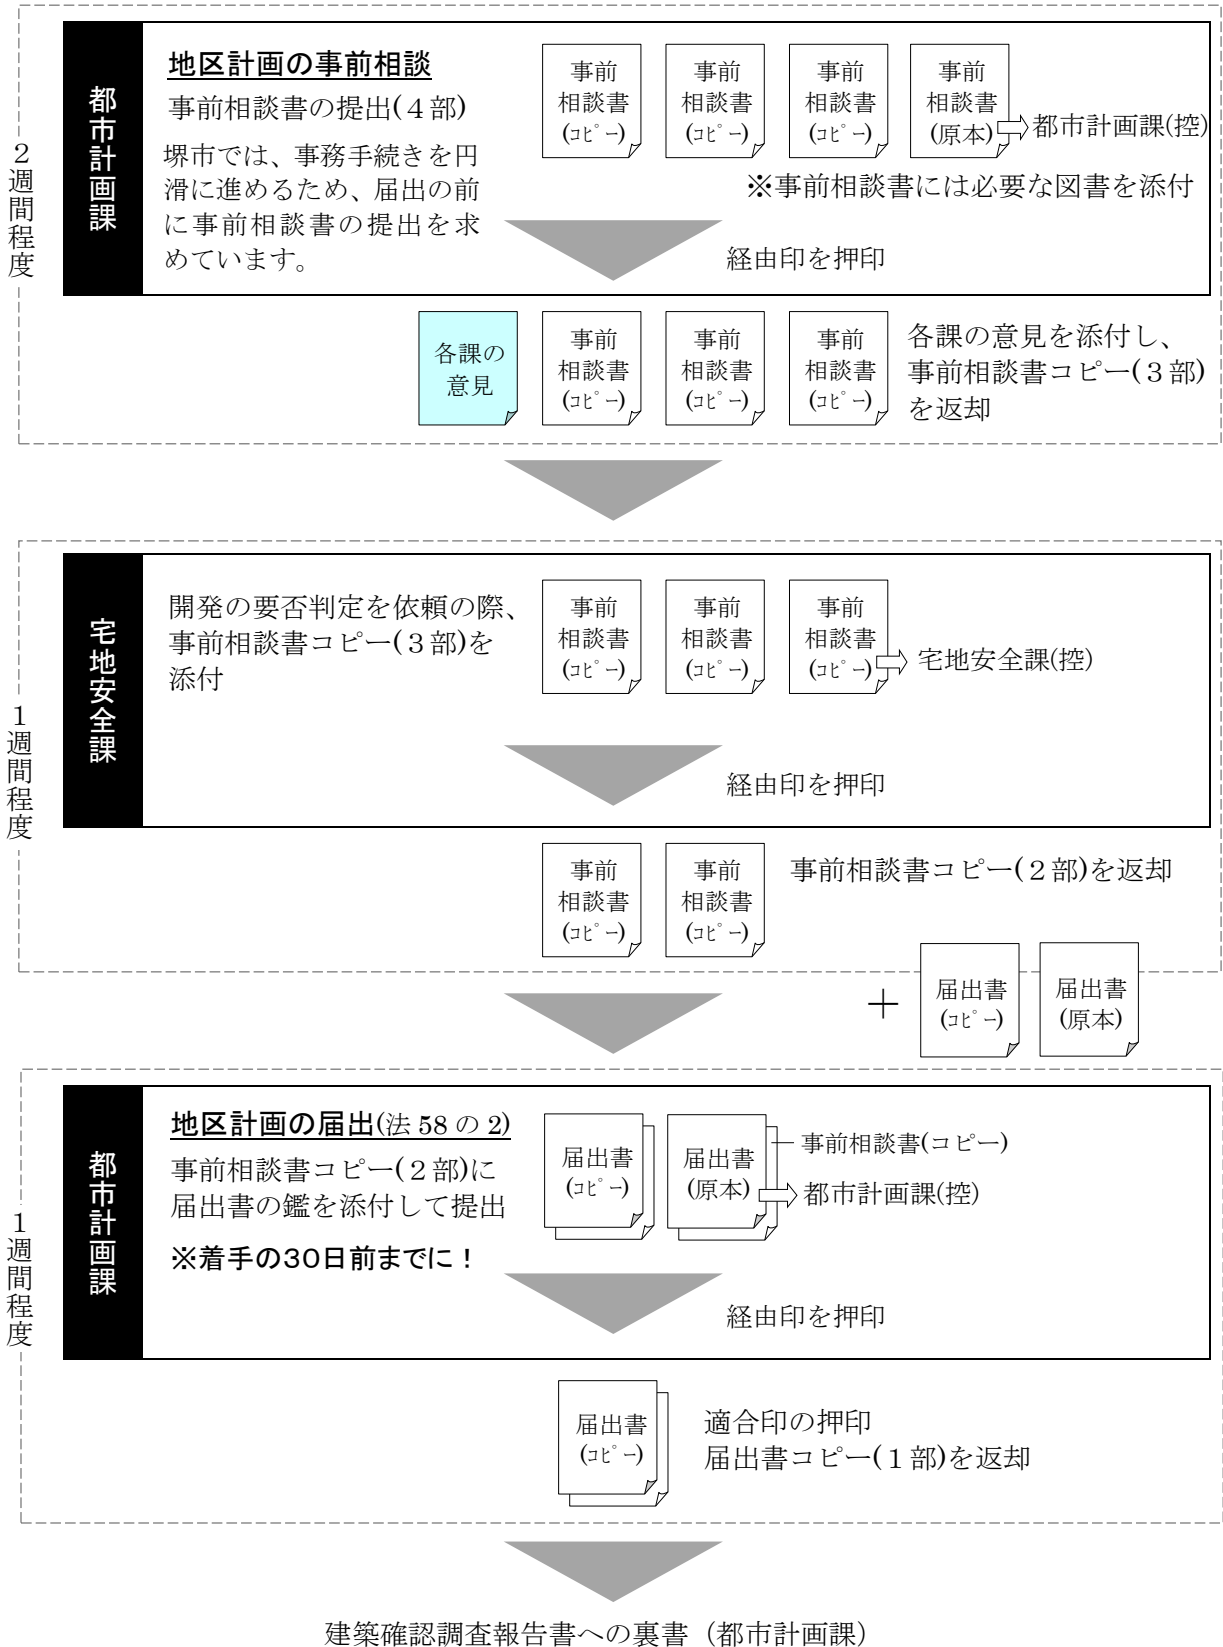 2週間程度
都市計画課
地区計画の事前相談
事前相談書の提出(4部)
堺市では、事務手続きを円
滑に進めるため、届出の前
に事前相談書の提出を求
めています。
事前
相談書
(コピー)
事前
相談書
(コピー)
事前
相談書
(コピー)
事前
相談書
(原本)
都市計画課(控)
※事前相談書には必要な図書を添付
経由印を押印
各課の
意見
事前
相談書
(コピー)
事前
相談書
(コピー)
事前
相談書
(コピー)
各課の意見を添付し、
事前相談書コピー(3部)
を返却
1週間程度
宅地安全課
開発の要否判定を依頼の際、
事前相談書コピー(3部)を
添付
事前
相談書
(コピー)
事前
相談書
(コピー)
事前
相談書
(コピー)
宅地安全課(控)
経由印を押印
事前
相談書
(コピー)
事前
相談書
(コピー)
事前相談書コピー(2部)を返却
+
届出書
(コピー)
届出書
(原本)
1週間程度
都市計画課
地区計画の届出(法58の2)
事前相談書コピー(2部)に
届出書の鑑を添付して提出
※着手の30日前までに!
届出書
(コピー)
届出書
(原本)
事前相談書(コピー)
都市計画課(控)
経由印を押印
届出書
(コピー)
適合印の押印
届出書コピー(1部)を返却
建築確認調査報告書への裏書(都市計画課)